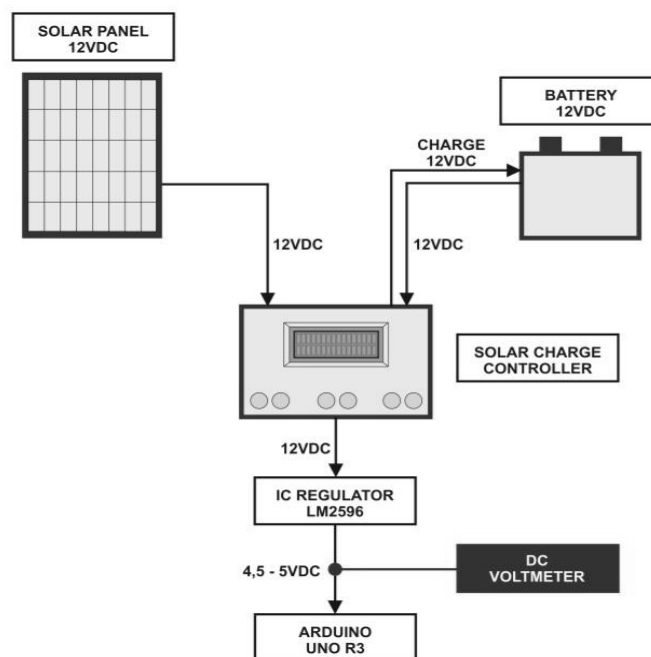 SOLAR PANEL
12VDC
BATTERY
12VDC
CHARGE
12VDC
12VDC
12VDC
SOLAR CHARGE
CONTROLLER
12VDC
IC REGULATOR
LM2596
4,5 - 5VDC
DC
VOLTMETER
ARDUINO
UNO R3